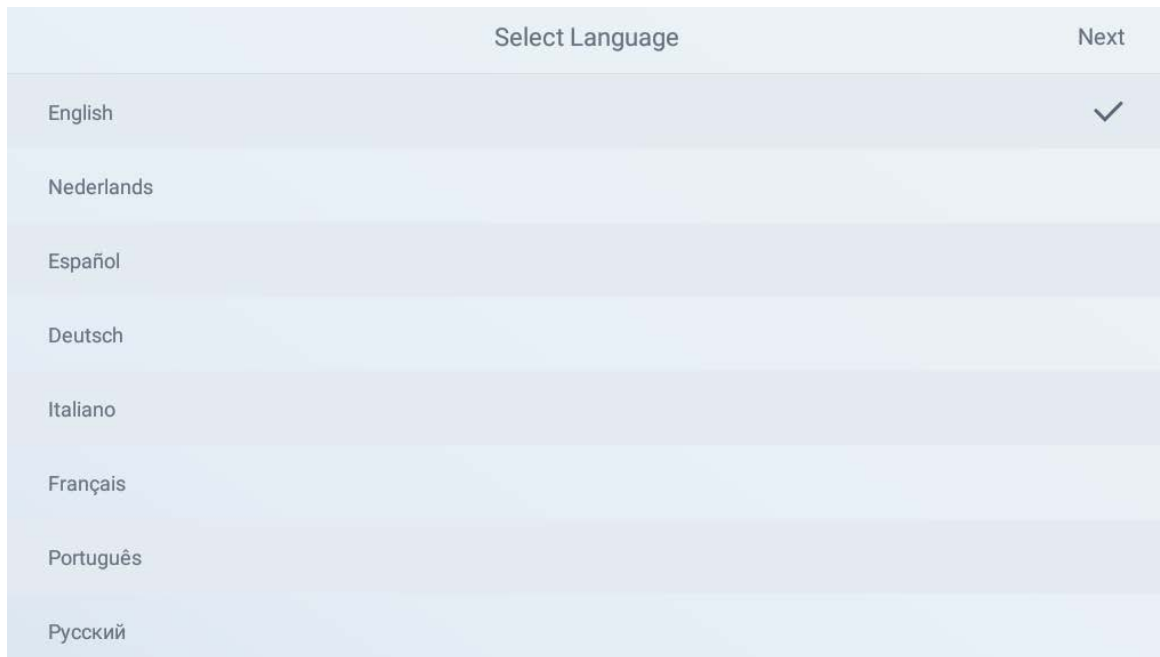 Select Language
Next
English
Nederlands
Español
Deutsch
Italiano
Français
Português
Русский